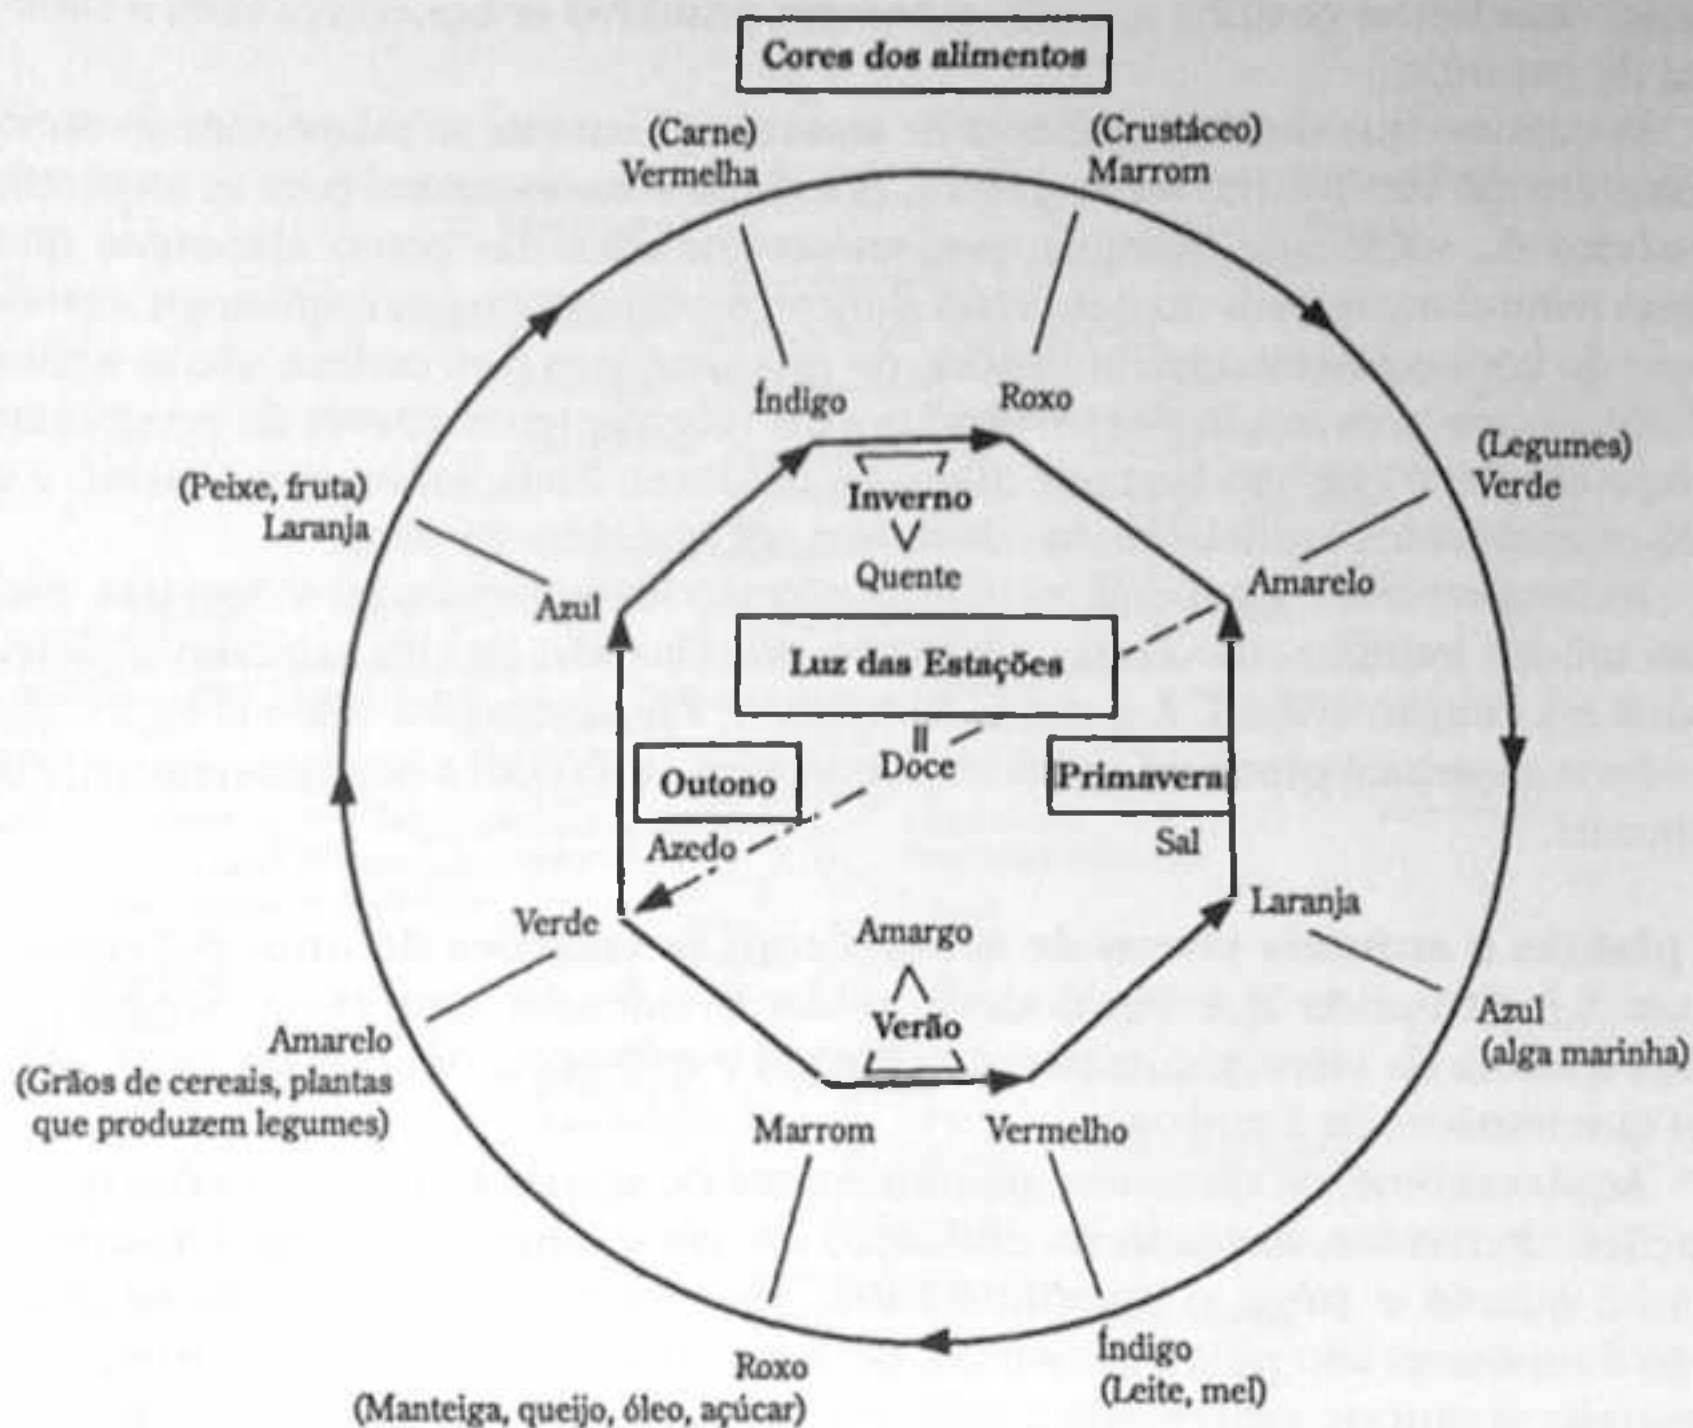 Cores dos alimentos
(Carne)
Vermelha
(Crustáceo)
Marrom
Índigo
Roxo
(Peixe, fruta)
Laranja
(Legumes)
Verde
Inverno
Quente
Azul
Amarelo
Luz das Estações
Doce
Outono
Primavera
Azedo
Sal
Verde
Amargo
Laranja
Verão
Amarelo
(Grãos de cereais, plantas
que produzem legumes)
Azul
(alga marinha)
Marrom
Vermelho
Roxo
(Manteiga, queijo, óleo, açúcar)
Índigo
(Leite, mel)